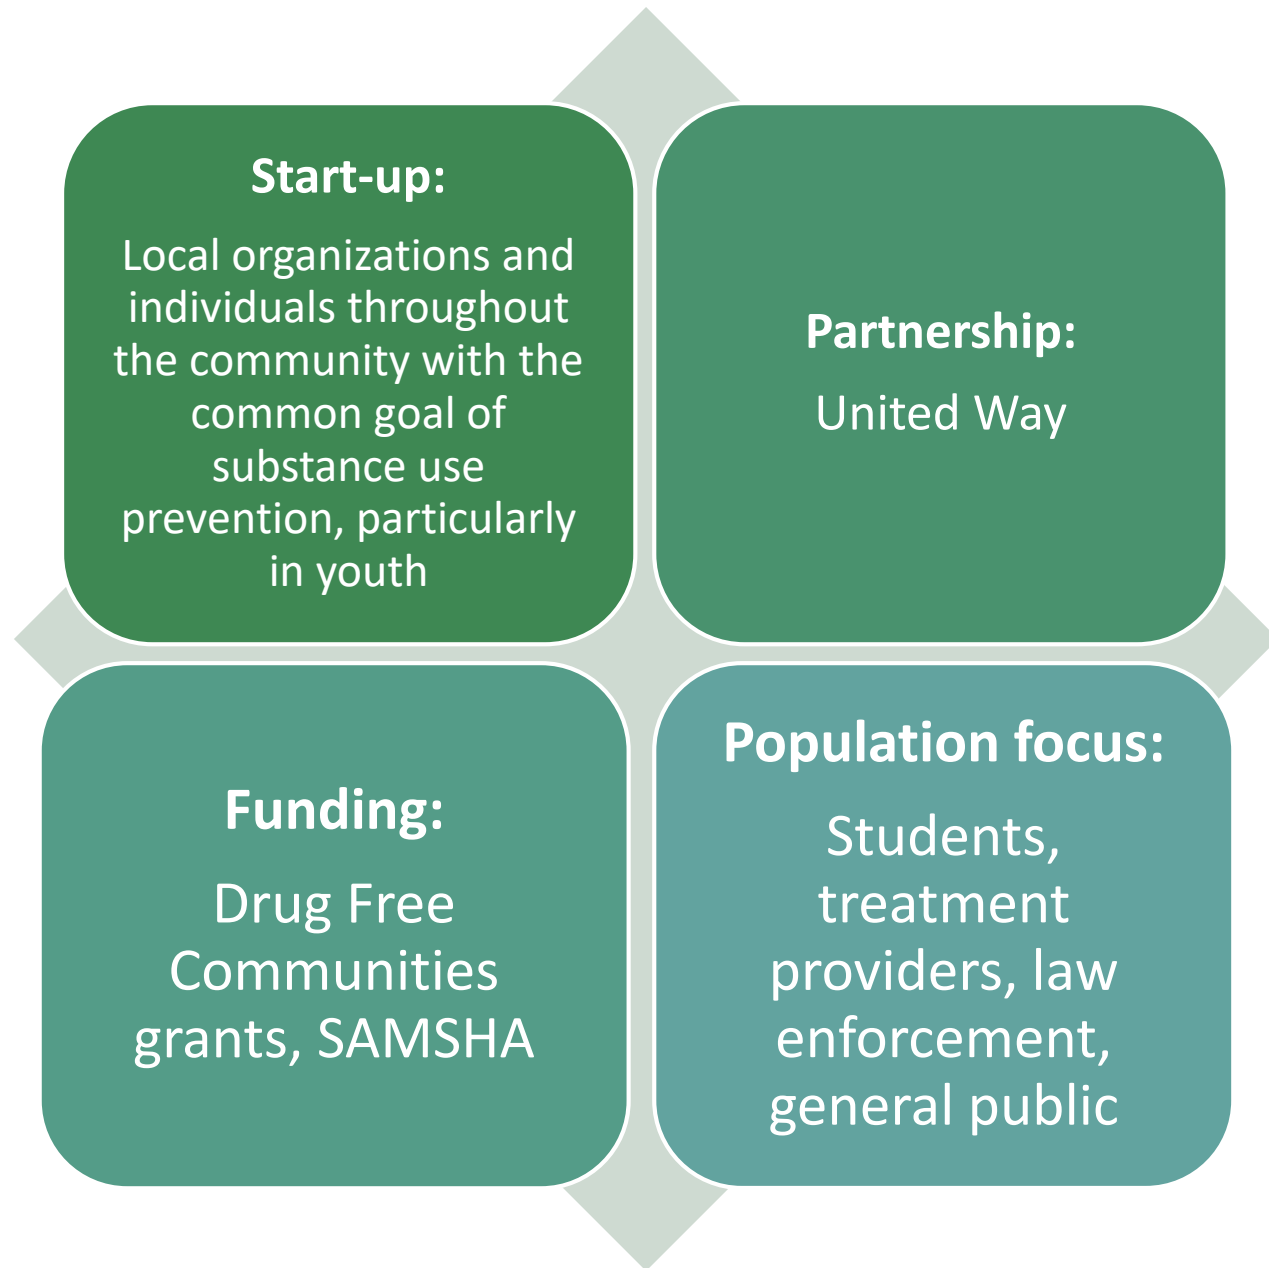 Start-up:
Local organizations and
individuals throughout
the community with the
common goal of
substance use
prevention, particularly
in youth
Partnership:
United Way
Funding:
Drug Free
Communities
grants, SAMSHA
Population focus:
Students,
treatment
providers, law
enforcement,
general public